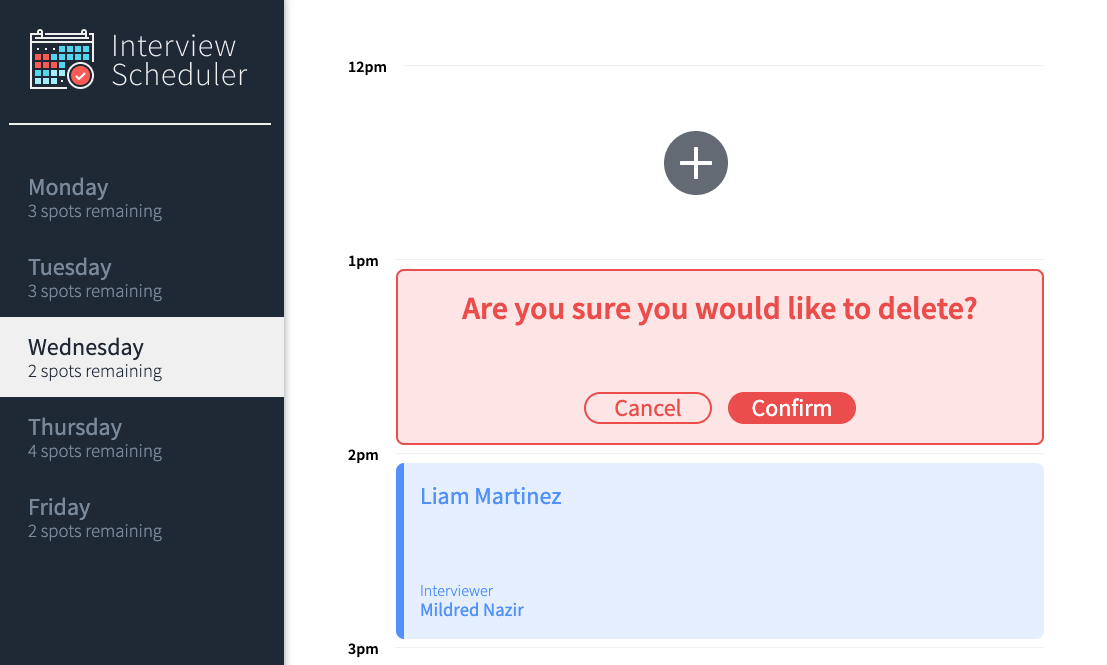 Interview
Scheduler
Monday
3 spots remaining
Tuesday
3 spots remaining
Wednesday
2 spots remaining
Thursday
4 spots remaining
Friday
2 spots remaining
12pm
1pm
Are you sure you would like to delete?
Cancel Confirm
2pm
Liam Martinez
Interviewer
Mildred Nazir
3pm